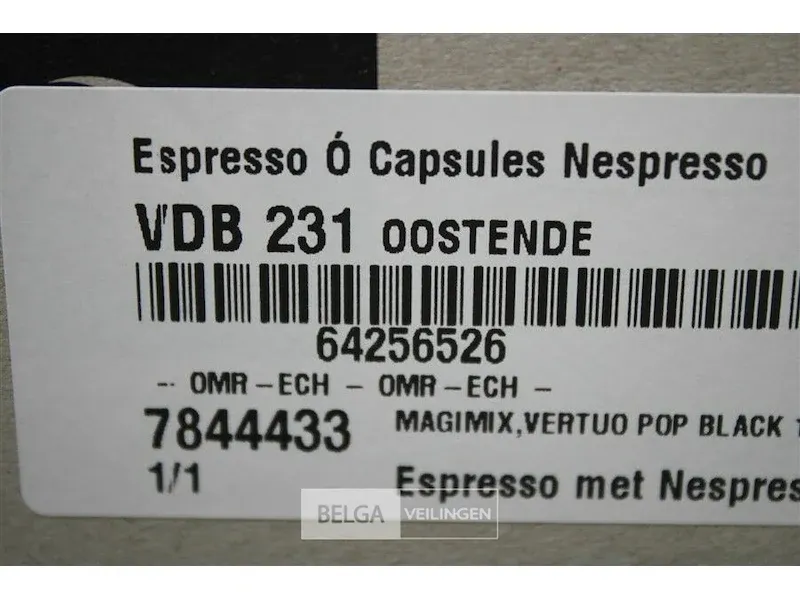 Espresso Ó Capsules Nespresso
VDB 231 OOSTENDE
64256526
-- OMR-ECH - OMR-ECH -
7844433 MAGIMIX,VERTUO POP BLACK 1
1/1 Espresso met Nespres
BELGA VEILINGEN